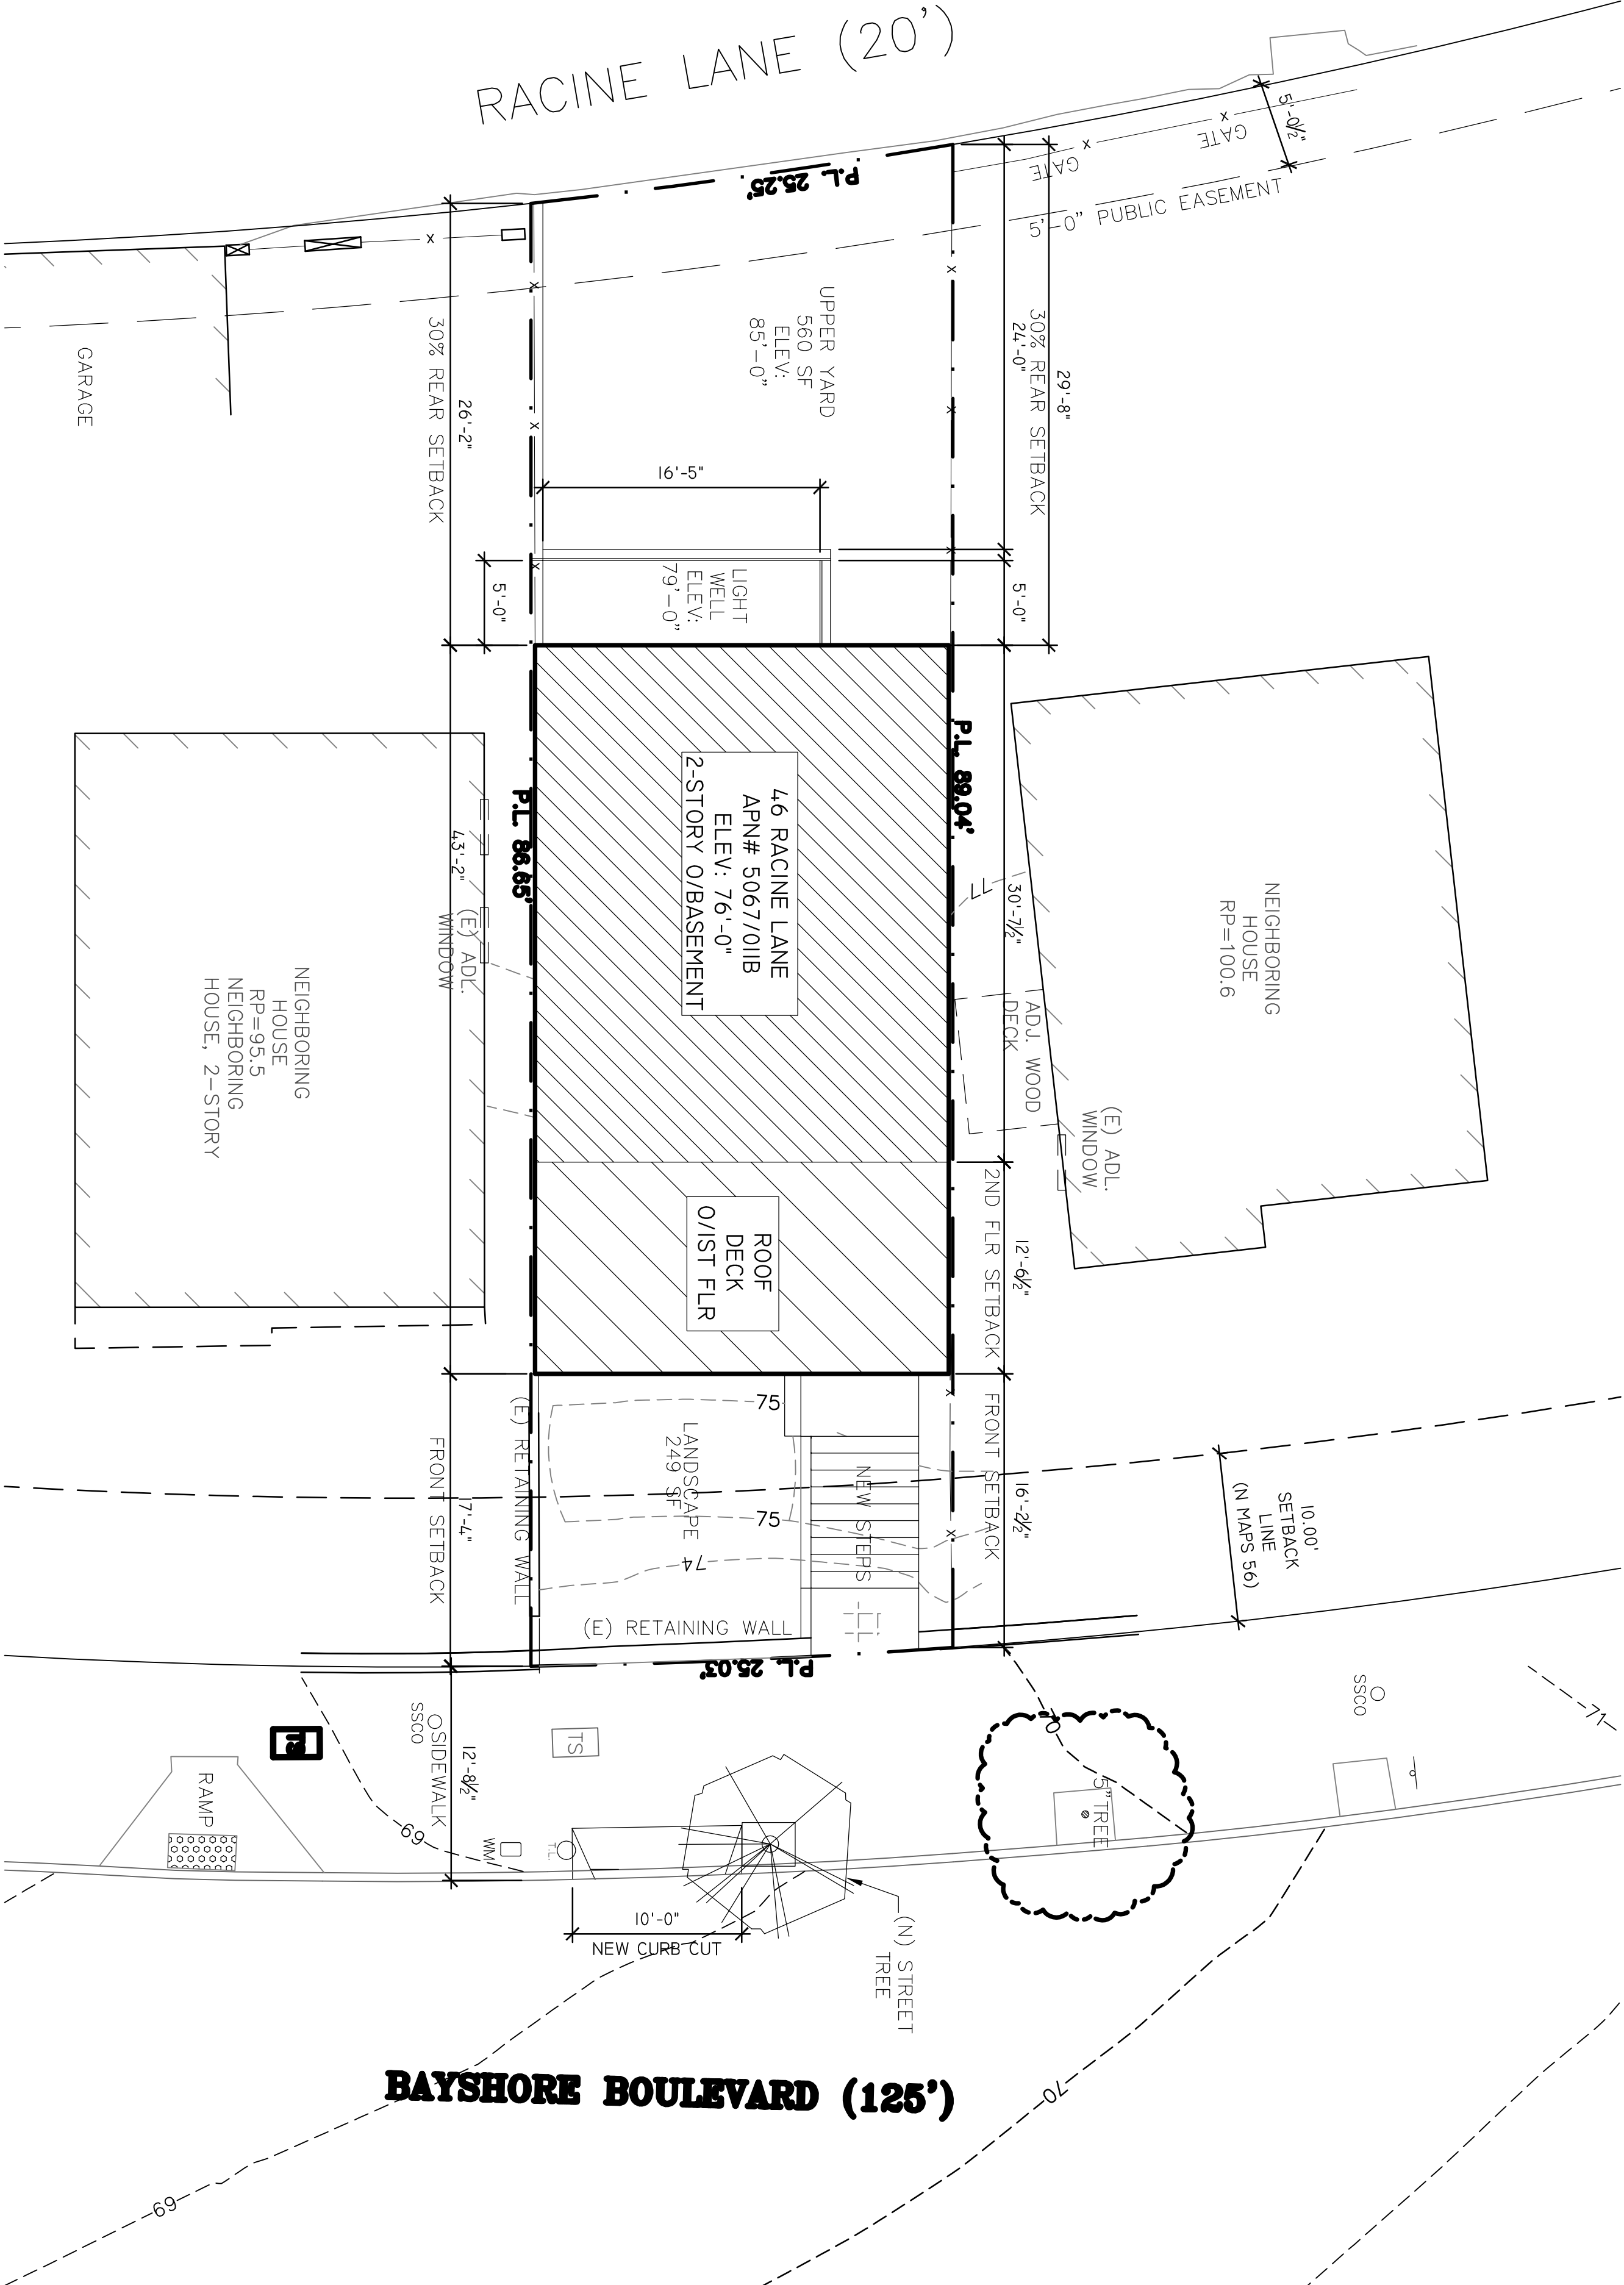 RACINE LANE (20')
5'-0½"
GATE
GATE
P.L. 25.25'
5'-0" PUBLIC EASEMENT
UPPER YARD
560 SF
ELEV:
85'-0"
30% REAR SETBACK
24'-0"
29'-8"
30% REAR SETBACK
26'-2"
GARAGE
16'-5"
LIGHT
WELL
ELEV:
79'-0"
5'-0"
5'-0"
P.L. 89.04'
46 RACINE LANE
APN# 5067/011B
ELEV: 76'-0"
2-STORY O/BASEMENT
P.L. 86.65'
43'-2"
(E) ADL.
WINDOW
77
30'-7½"
NEIGHBORING
HOUSE
RP=100.6
NEIGHBORING
HOUSE
RP=95.5
NEIGHBORING
HOUSE, 2-STORY
ADJ. WOOD
DECK
(E) ADL.
WINDOW
ROOF
DECK
O/1ST FLR
2ND FLR SETBACK
12'-6½"
FRONT SETBACK
16'-2½"
75
LANDSCAPE
249 SF
75
74
NEW STEPS
(E) RETAINING WALL
FRONT SETBACK
17'-4"
(E) RETAINING WALL
10.00'
SETBACK
LINE
(N MAPS 56)
P.L. 25.03'
SSCO
71
SSCO
SIDEWALK
12'-8½"
TS
RAMP
69
WM
T.L.
5" TREE
10'-0"
NEW CURB CUT
(N) STREET
TREE
BAYSHORE BOULEVARD (125')
70
69